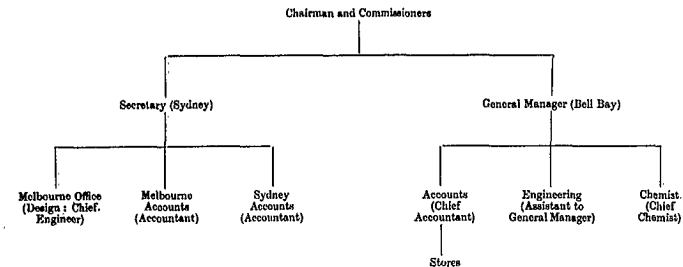 Chairman and Commissioners
Secretary (Sydney)
General Manager (Bell Bay)
Melbourne Office
(Design : Chief.
Engineer)
Melbourne
Accounts
(Accountant)
Sydney
Accounts
(Accountant)
Accounts
(Chief
Accountant)
Engineering
(Assistant to
General Manager)
Chemist.
(Chief
Chemist)
Stores